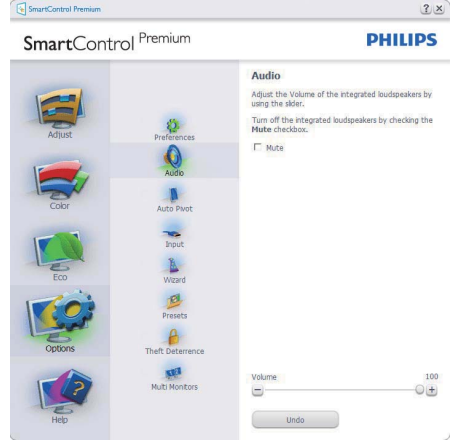 SmartControl Premium
SmartControl Premium
PHILIPS
Adjust
Color
Eco
Options
Help
Preferences
Audio
Auto Pivot
Input
Wizard
Presets
Theft Deterrence
Multi Monitors
Audio
Adjust the Volume of the integrated loudspeakers by
using the slider.
Turn off the integrated loudspeakers by checking the
Mute checkbox.
Mute
Volume 100
Undo